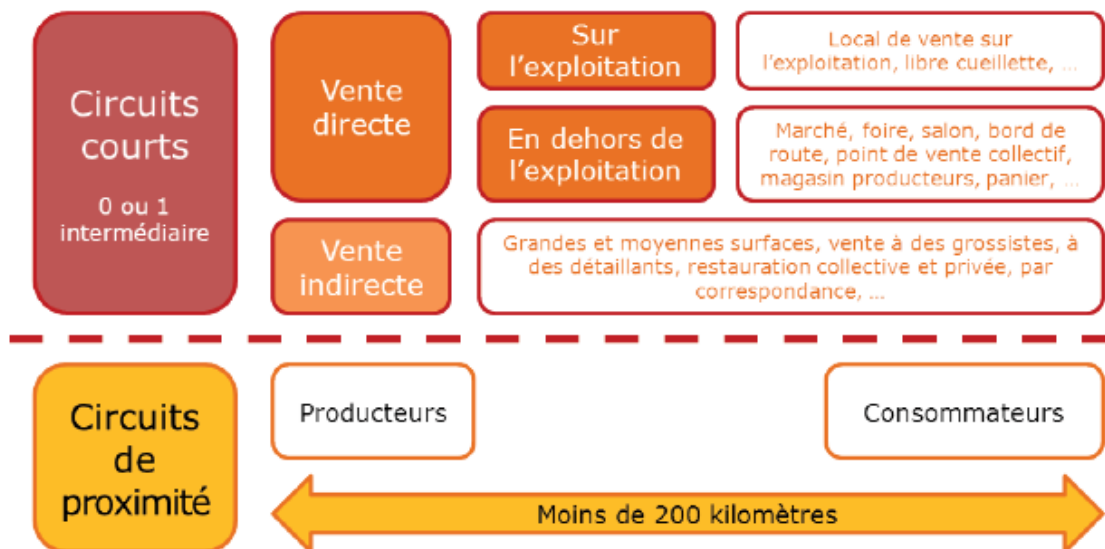 Circuits
courts
0 ou 1
intermédiaire
Vente
directe
Sur
l'exploitation
Local de vente sur
l'exploitation, libre cueillette, ...
En dehors de
l'exploitation
Marché, foire, salon, bord de
route, point de vente collectif,
magasin producteurs, panier, ...
Vente
indirecte
Grandes et moyennes surfaces, vente à des grossistes, à
des détaillants, restauration collective et privée, par
correspondance, ...
Circuits
de
proximité
Producteurs
Consommateurs
Moins de 200 kilomètres